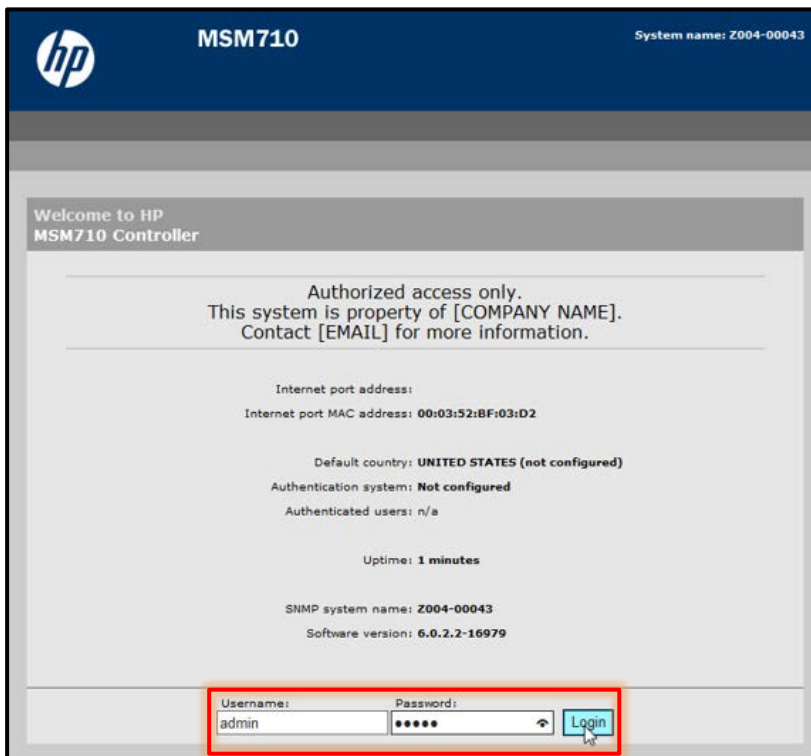 hp
MSM710
System name: Z004-00043
Welcome to HP
MSM710 Controller
Authorized access only.
This system is property of [COMPANY NAME].
Contact [EMAIL] for more information.
Internet port address:
Internet port MAC address: 00:03:52:BF:03:D2
Default country: UNITED STATES (not configured)
Authentication system: Not configured
Authenticated users: n/a
Uptime: 1 minutes
SNMP system name: Z004-00043
Software version: 6.0.2.2-16979
Username: Password:
admin ••••• Login